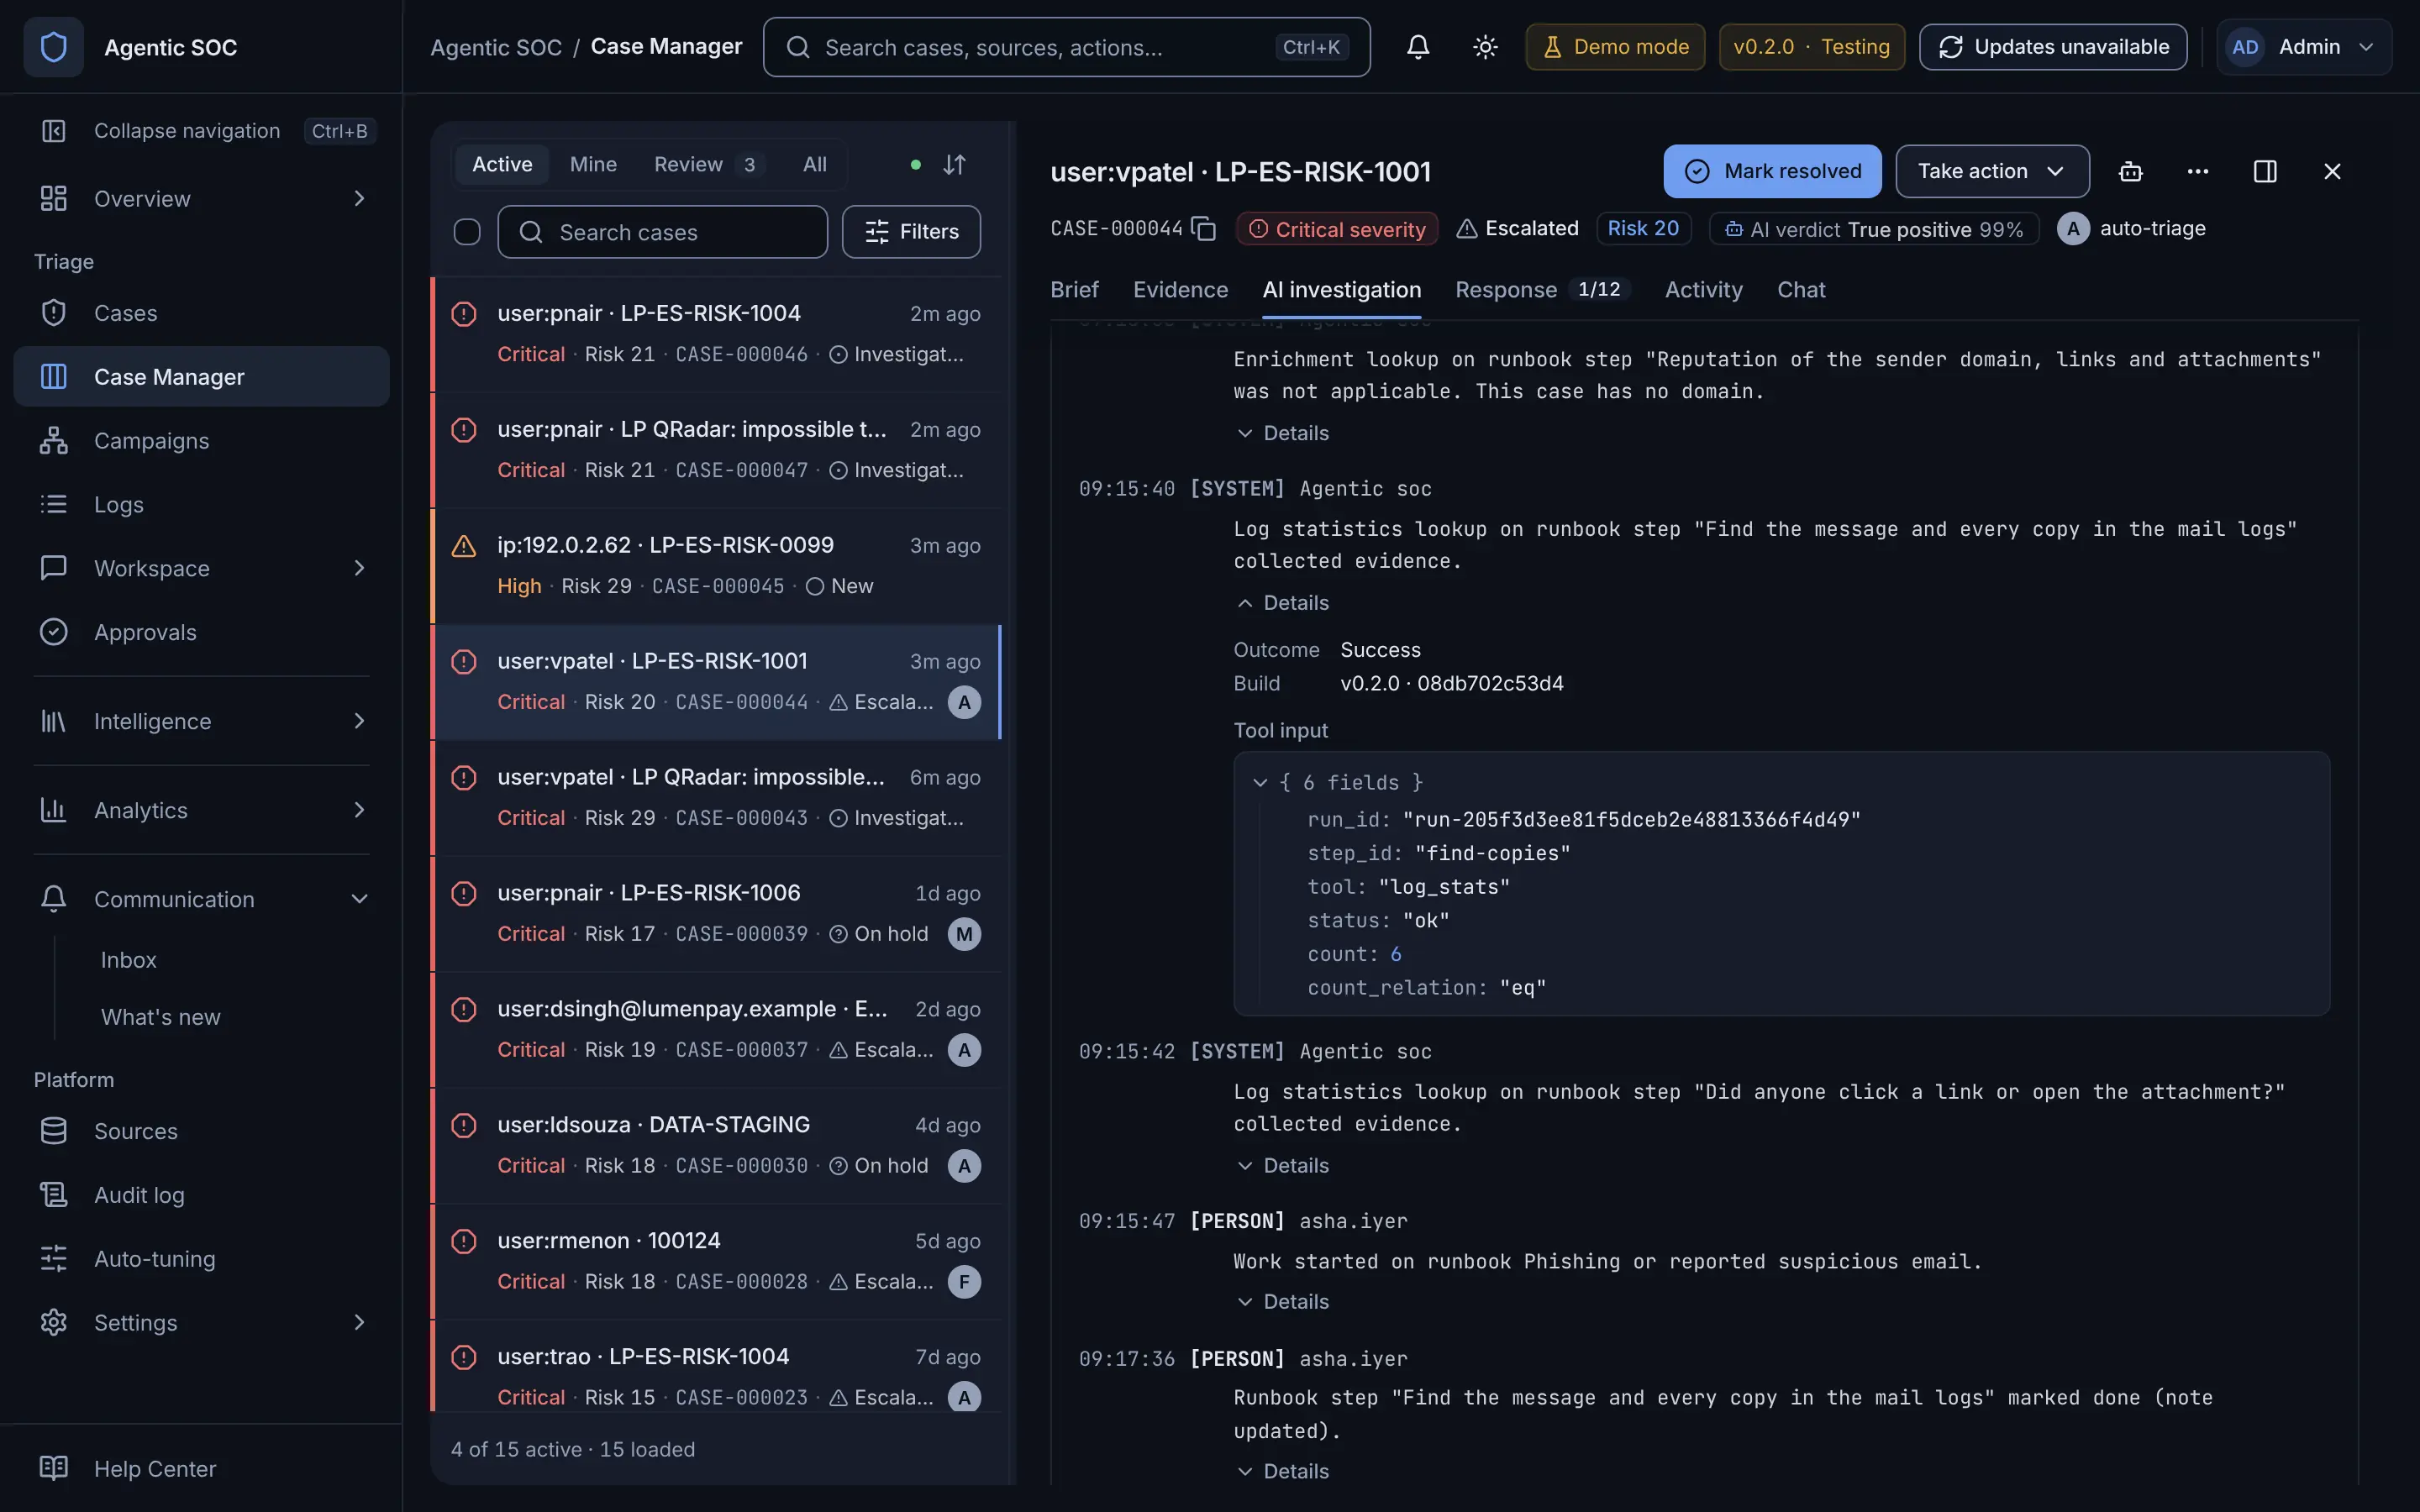 Agentic SOC
Agentic SOC / Case Manager
Search cases, sources, actions... Ctrl+K
Demo mode
v0.2.0 · Testing
Updates unavailable
AD Admin
Collapse navigation Ctrl+B
Overview
Triage
Cases
Case Manager
Campaigns
Logs
Workspace
Approvals
Intelligence
Analytics
Communication
Inbox
What's new
Platform
Sources
Audit log
Auto-tuning
Settings
Help Center
Active Mine Review 3 All
Search cases
Filters
user:pnair · LP-ES-RISK-1004 2m ago
Critical · Risk 21 · CASE-000046 · Investigat...
user:pnair · LP QRadar: impossible t... 2m ago
Critical · Risk 21 · CASE-000047 · Investigat...
ip:192.0.2.62 · LP-ES-RISK-0099 3m ago
High · Risk 29 · CASE-000045 · New
user:vpatel · LP-ES-RISK-1001 3m ago
Critical · Risk 20 · CASE-000044 · Escala... A
user:vpatel · LP QRadar: impossible... 6m ago
Critical · Risk 29 · CASE-000043 · Investigat...
user:pnair · LP-ES-RISK-1006 1d ago
Critical · Risk 17 · CASE-000039 · On hold M
user:dsingh@lumenpay.example · E... 2d ago
Critical · Risk 19 · CASE-000037 · Escala... A
user:ldsouza · DATA-STAGING 4d ago
Critical · Risk 18 · CASE-000030 · On hold A
user:rmenon · 100124 5d ago
Critical · Risk 18 · CASE-000028 · Escala... F
user:trao · LP-ES-RISK-1004 7d ago
Critical · Risk 15 · CASE-000023 · Escala... A
4 of 15 active · 15 loaded
user:vpatel · LP-ES-RISK-1001
Mark resolved
Take action
CASE-000044 Critical severity Escalated Risk 20 AI verdict True positive 99% A auto-triage
Brief Evidence AI investigation Response 1/12 Activity Chat
Enrichment lookup on runbook step "Reputation of the sender domain, links and attachments"
was not applicable. This case has no domain.
Details
09:15:40 [SYSTEM] Agentic soc
Log statistics lookup on runbook step "Find the message and every copy in the mail logs"
collected evidence.
Details
Outcome Success
Build v0.2.0 · 08db702c53d4
Tool input
{ 6 fields }
run_id: "run-205f3d3ee81f5dceb2e48813366f4d49"
step_id: "find-copies"
tool: "log_stats"
status: "ok"
count: 6
count_relation: "eq"
09:15:42 [SYSTEM] Agentic soc
Log statistics lookup on runbook step "Did anyone click a link or open the attachment?"
collected evidence.
Details
09:15:47 [PERSON] asha.iyer
Work started on runbook Phishing or reported suspicious email.
Details
09:17:36 [PERSON] asha.iyer
Runbook step "Find the message and every copy in the mail logs" marked done (note
updated).
Details